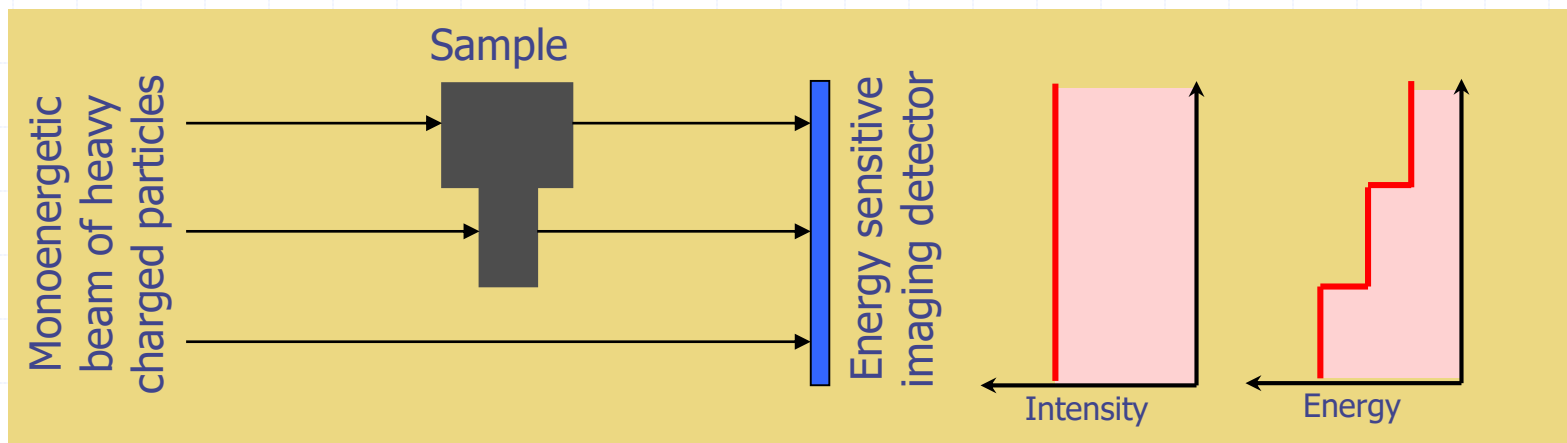 Monoenergetic
beam of heavy
charged particles
Sample
Energy sensitive
imaging detector
Intensity
Energy